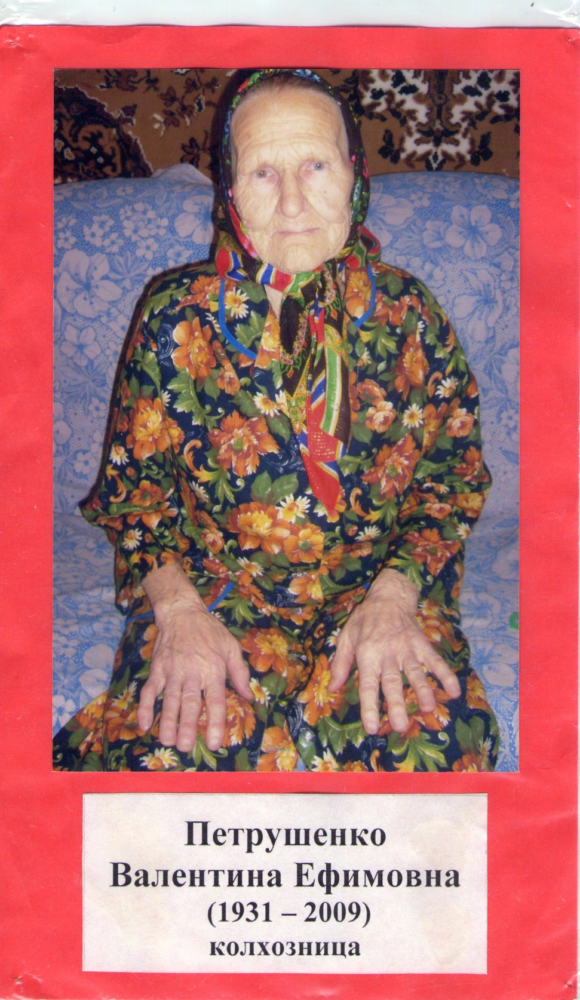 Петрушенко
Валентина Ефимовна
(1931 – 2009)
колхозница